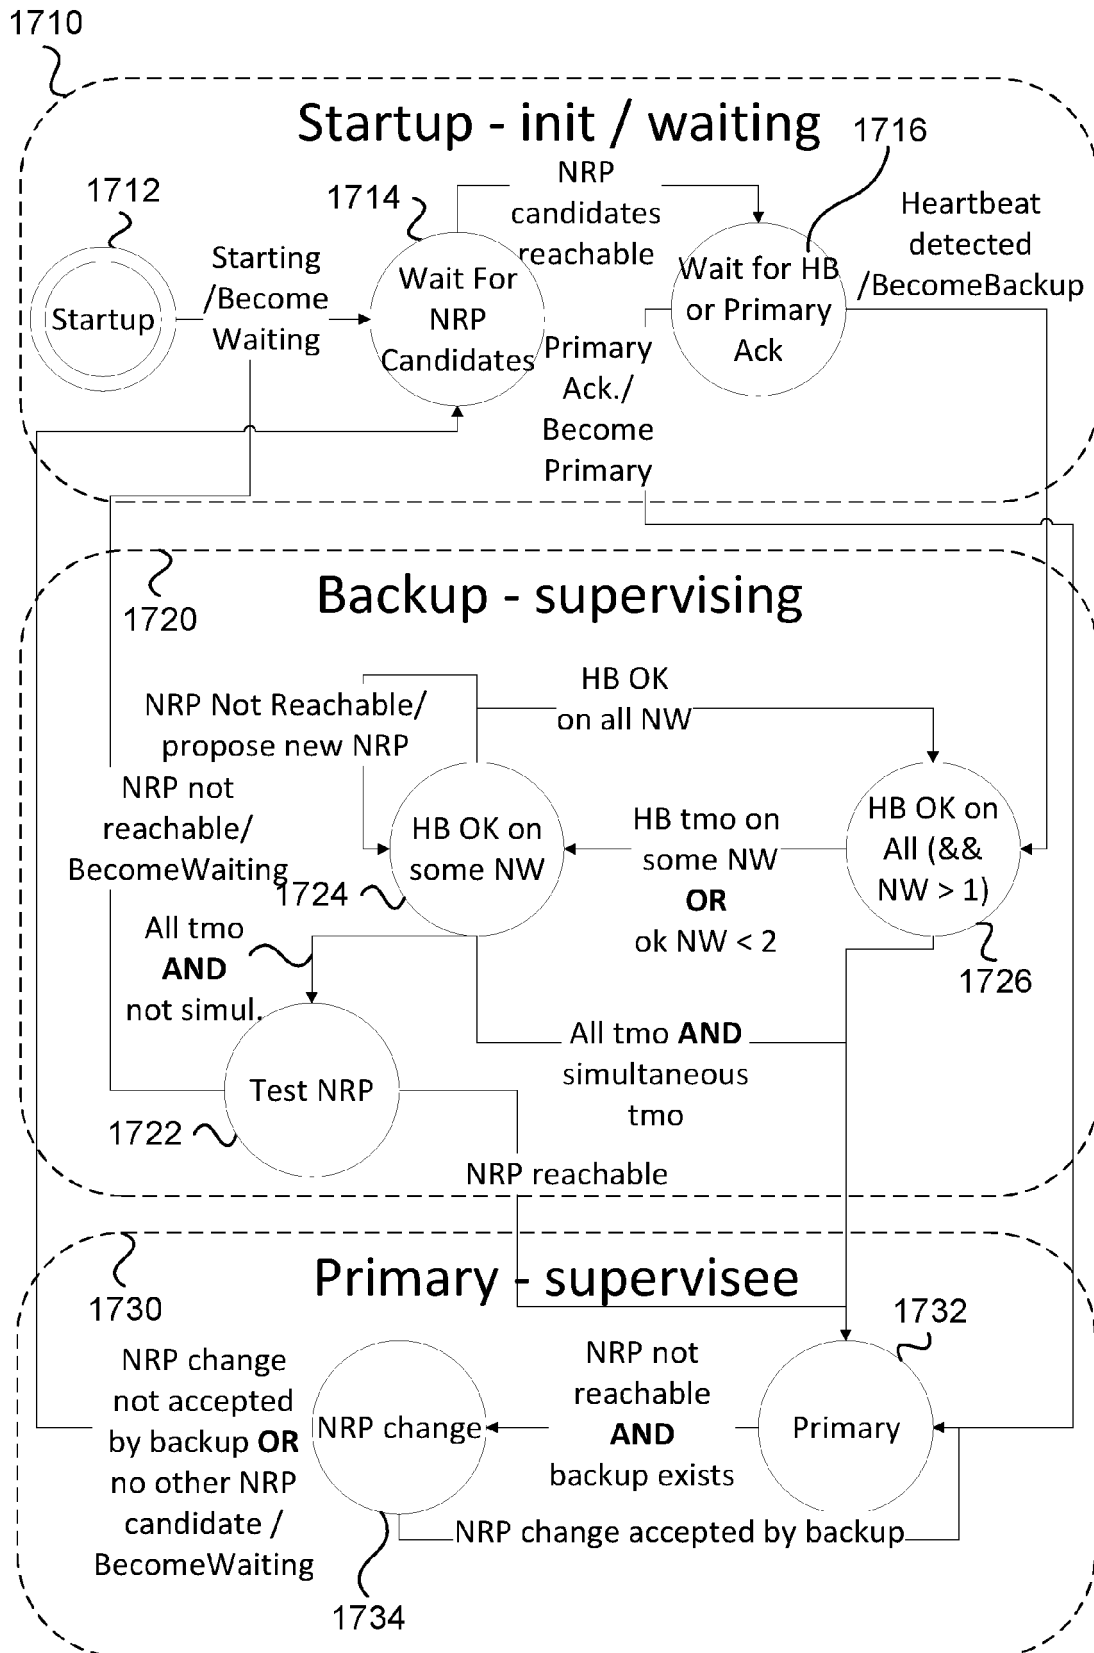 1710
Startup - init / waiting
1716
1712
1714
NRP
candidates
reachable
Heartbeat
detected
/BecomeBackup
Starting
/Become
Waiting
Startup
Wait For
NRP
Candidates
Wait for HB
or Primary
Ack
Primary
Ack./
Become
Primary
1720
Backup - supervising
HB OK
on all NW
NRP Not Reachable/
propose new NRP
NRP not
reachable/
BecomeWaiting
HB OK on
some NW
HB tmo on
some NW
OR
ok NW < 2
HB OK on
All (&&
NW > 1)
1724
1726
All tmo
AND
not simul.
All tmo AND
simultaneous
tmo
Test NRP
1722
NRP reachable
1730
Primary - supervisee
1732
NRP change
not accepted
by backup OR
no other NRP
candidate /
BecomeWaiting
NRP change
NRP not
reachable
AND
backup exists
Primary
NRP change accepted by backup
1734